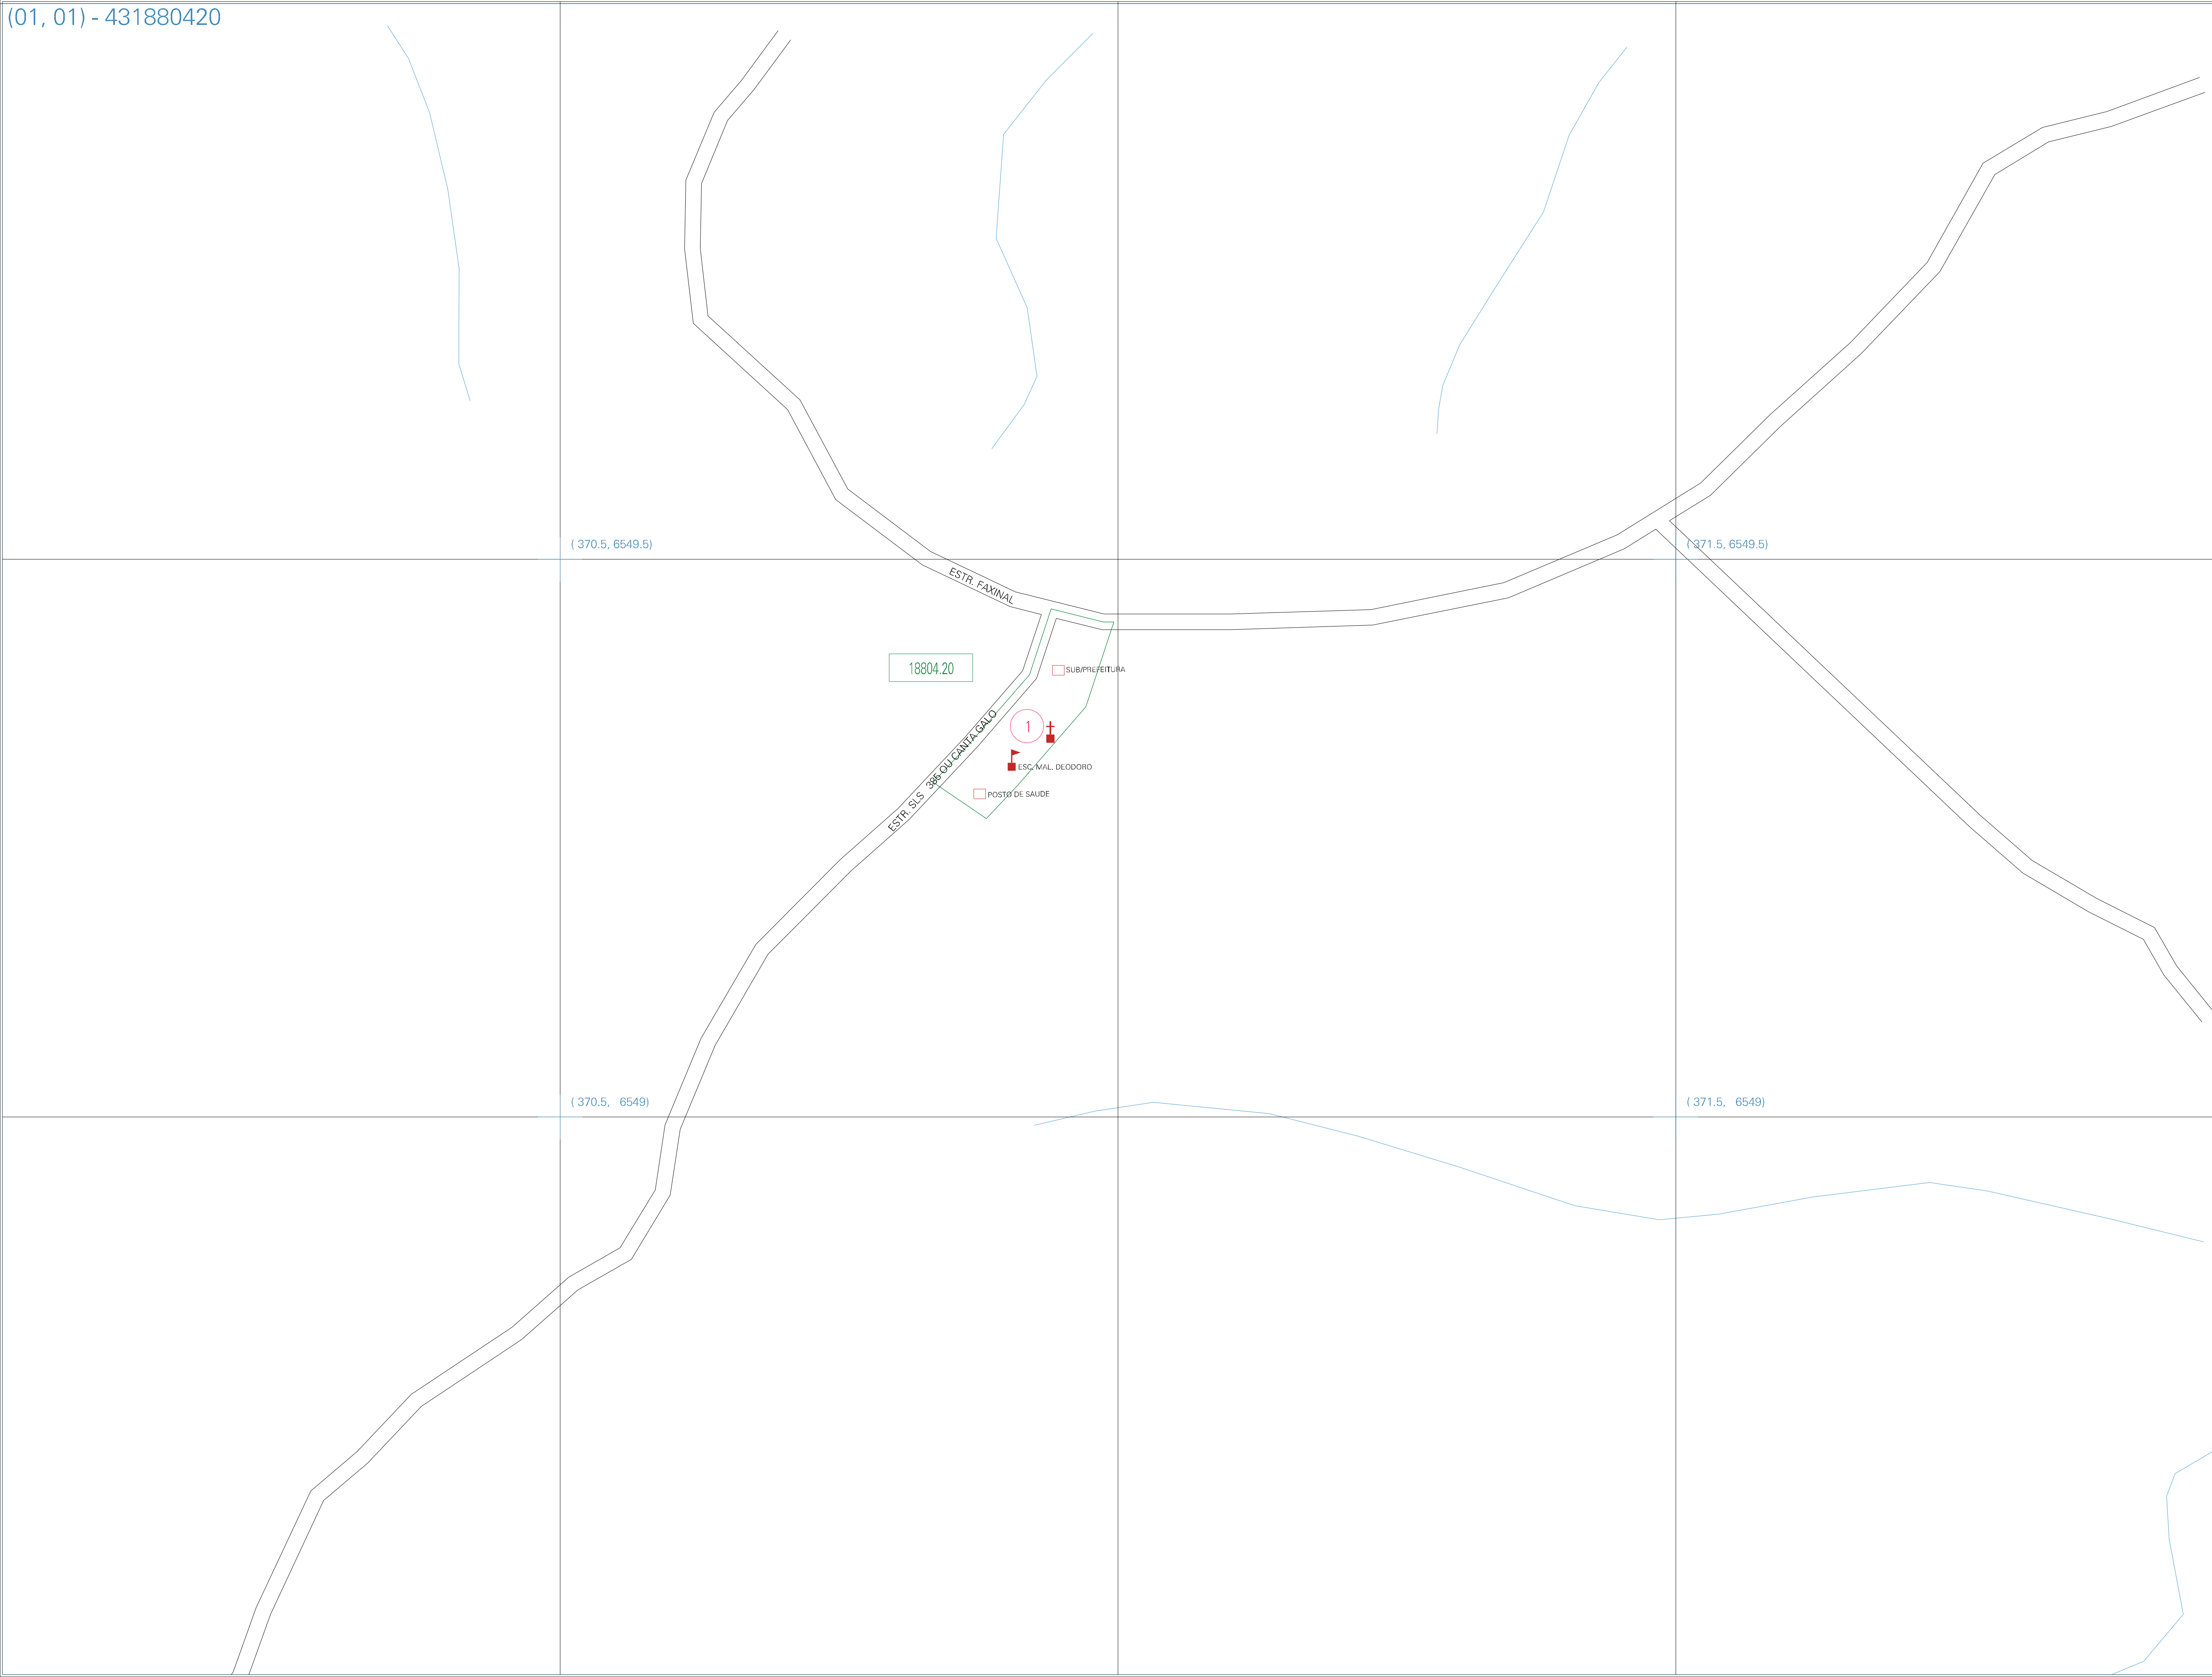 (01, 01) - 431880420
( 370.5, 6549.5)
( 371.5, 6549.5)
ESTR. FAXINAL
18804.20
SUB/PREFEITURA
1
ESTR. SLS 385 OU CANTA GALO
ESC. MAL. DEODORO
POSTO DE SAUDE
( 370.5, 6549)
( 371.5, 6549)